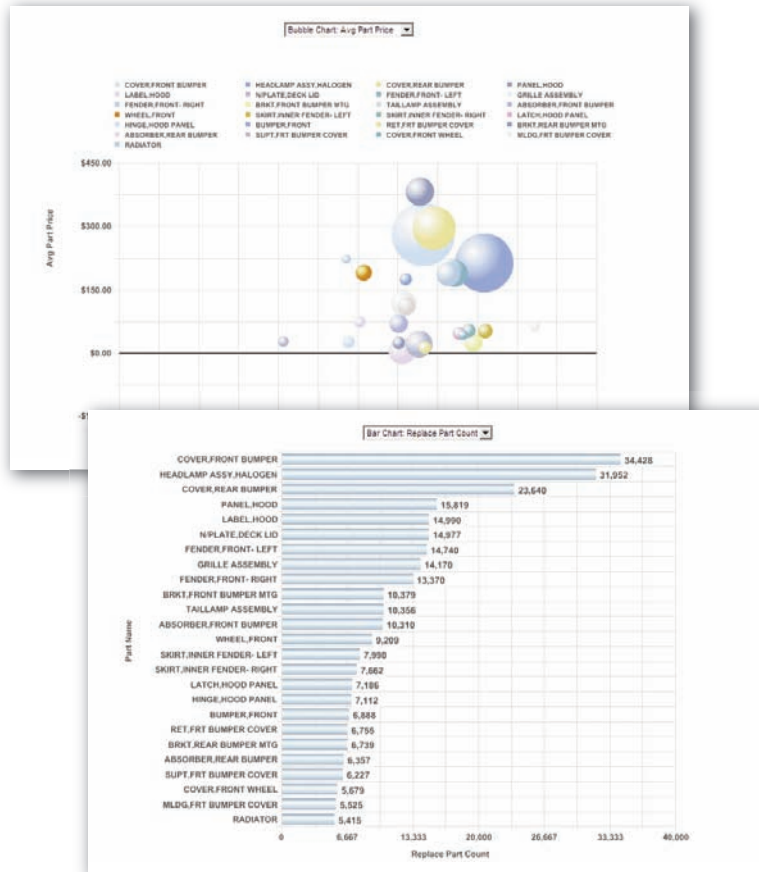 Bubble Chart: Avg Part Price
COVER,FRONT BUMPER HEADLAMP ASSY,HALOGEN COVER,REAR BUMPER PANEL,HOOD
LABEL,HOOD N/PLATE,DECK LID FENDER,FRONT- LEFT GRILLE ASSEMBLY
FENDER,FRONT- RIGHT BRKT,FRONT BUMPER MTG TAILLAMP ASSEMBLY ABSORBER,FRONT BUMPER
WHEEL,FRONT SKIRT,INNER FENDER- LEFT SKIRT,INNER FENDER- RIGHT LATCH,HOOD PANEL
HINGE,HOOD PANEL BUMPER,FRONT RET,FRT BUMPER COVER BRKT,REAR BUMPER MTG
ABSORBER,REAR BUMPER SUPT,FRT BUMPER COVER COVER,FRONT WHEEL MLDG,FRT BUMPER COVER
RADIATOR
Avg Part Price
$450.00
$300.00
$150.00
$0.00
Bar Chart: Replace Part Count
Part Name
COVER,FRONT BUMPER 34,428
HEADLAMP ASSY,HALOGEN 31,952
COVER,REAR BUMPER 23,640
PANEL,HOOD 15,819
LABEL,HOOD 14,990
N/PLATE,DECK LID 14,977
FENDER,FRONT- LEFT 14,740
GRILLE ASSEMBLY 14,170
FENDER,FRONT- RIGHT 13,370
BRKT,FRONT BUMPER MTG 10,379
TAILLAMP ASSEMBLY 10,356
ABSORBER,FRONT BUMPER 10,310
WHEEL,FRONT 9,209
SKIRT,INNER FENDER- LEFT 7,990
SKIRT,INNER FENDER- RIGHT 7,662
LATCH,HOOD PANEL 7,186
HINGE,HOOD PANEL 7,112
BUMPER,FRONT 6,888
RET,FRT BUMPER COVER 6,755
BRKT,REAR BUMPER MTG 6,739
ABSORBER,REAR BUMPER 6,357
SUPT,FRT BUMPER COVER 6,227
COVER,FRONT WHEEL 5,679
MLDG,FRT BUMPER COVER 5,525
RADIATOR 5,415
0 6,667 13,333 20,000 26,667 33,333 40,000
Replace Part Count